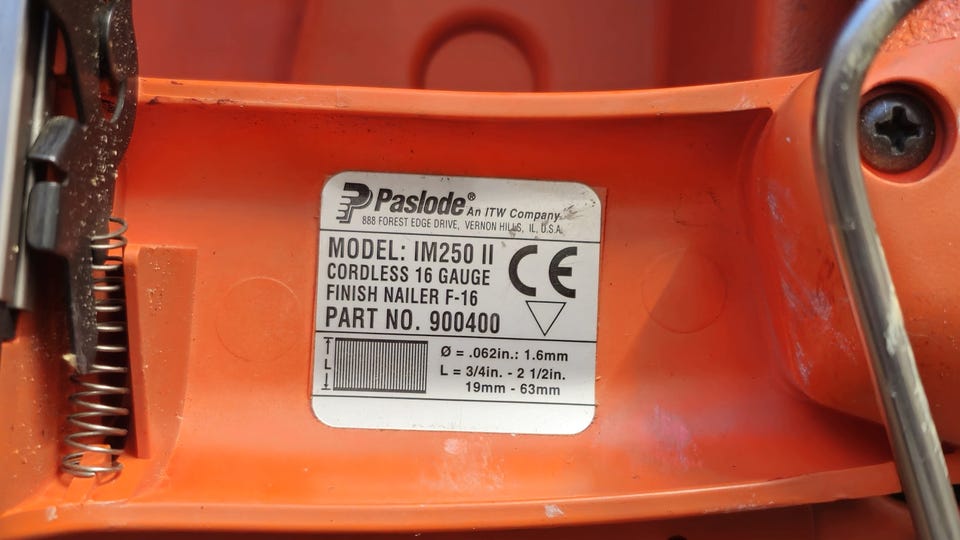 Paslode® An ITW Company
888 FOREST EDGE DRIVE, VERNON HILLS, IL, U.S.A.
MODEL: IM250 II
CORDLESS 16 GAUGE
FINISH NAILER F-16
PART NO. 900400
CE
L
Ø = .062in.: 1.6mm
L = 3/4in. - 2 1/2in.
19mm - 63mm